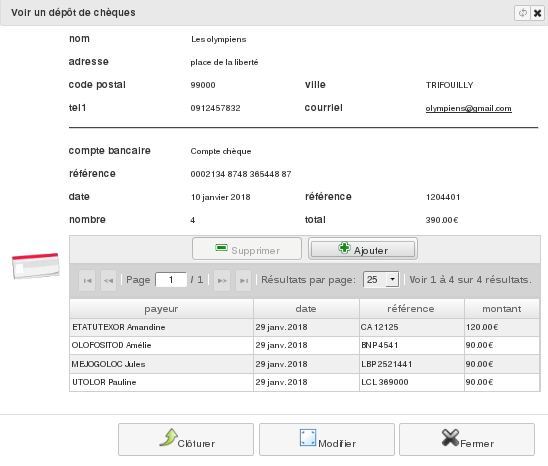 Voir un dépôt de chèques
nom Les olympiens
adresse place de la liberté
code postal 99000 ville TRIFOUILLY
tel1 0912457832 courriel olympiens@gmail.com
compte bancaire Compte chèque
référence 0002134 8748 365448 87
date 10 janvier 2018 référence 1204401
nombre 4 total 390.00€
Supprimer Ajouter
Page 1 / 1 Résultats par page: 25 Voir 1 à 4 sur 4 résultats.
payeur date référence montant
ETATUTEXOR Amandine 29 janv. 2018 CA 12125 120.00€
OLOFOSITOD Amélie 29 janv. 2018 BNP 4541 90.00€
MEJOGOLOC Jules 29 janv. 2018 LBP 2521441 90.00€
UTOLOR Pauline 29 janv. 2018 LCL 369000 90.00€
Clôturer Modifier Fermer